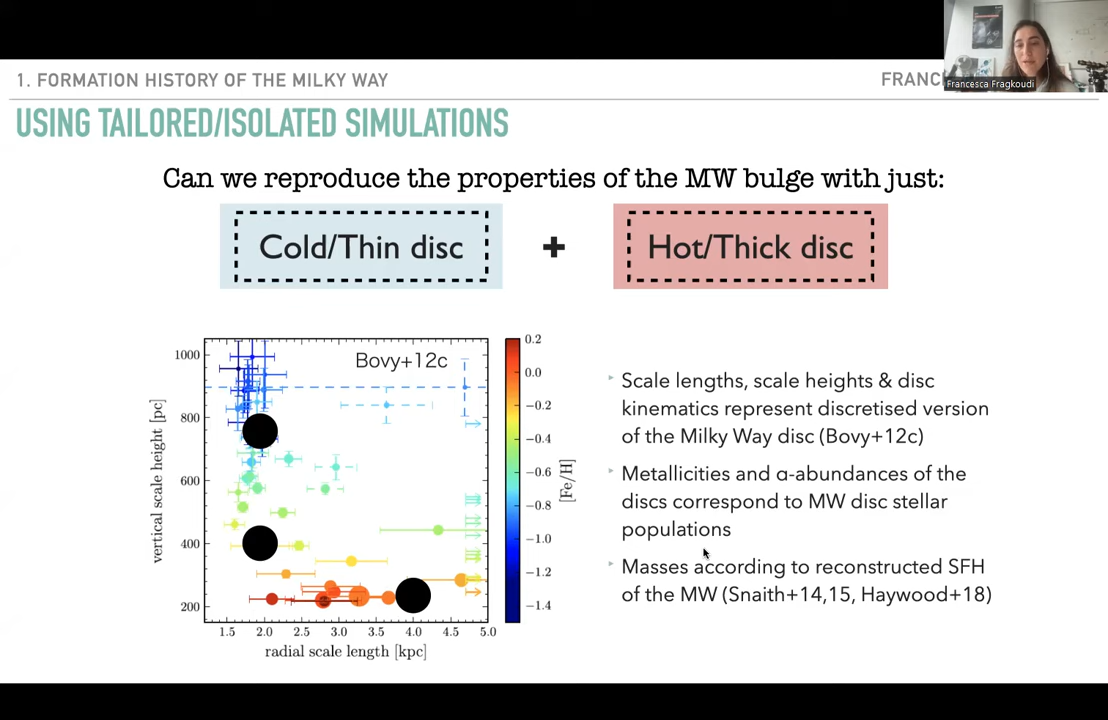 1. FORMATION HISTORY OF THE MILKY WAY
FRANC
Francesca Fragkoudi
USING TAILORED/ISOLATED SIMULATIONS
Can we reproduce the properties of the MW bulge with just:
Cold/Thin disc + Hot/Thick disc
Bovy+12c
1000
800
600
400
200
vertical scale height [pc]
1.5 2.0 2.5 3.0 3.5 4.0 4.5 5.0
radial scale length [kpc]
0.2
0.0
−0.2
−0.4
−0.6
−0.8
−1.0
−1.2
−1.4
[Fe/H]
‣ Scale lengths, scale heights & disc
kinematics represent discretised version
of the Milky Way disc (Bovy+12c)
‣ Metallicities and α-abundances of the
discs correspond to MW disc stellar
populations
‣ Masses according to reconstructed SFH
of the MW (Snaith+14,15, Haywood+18)